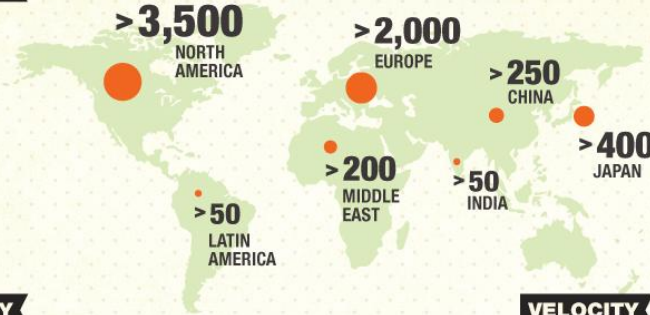 >3,500
NORTH
AMERICA
>2,000
EUROPE
>250
CHINA
>400
JAPAN
>200
MIDDLE
EAST
>50
INDIA
>50
LATIN
AMERICA
Y
VELOCITY